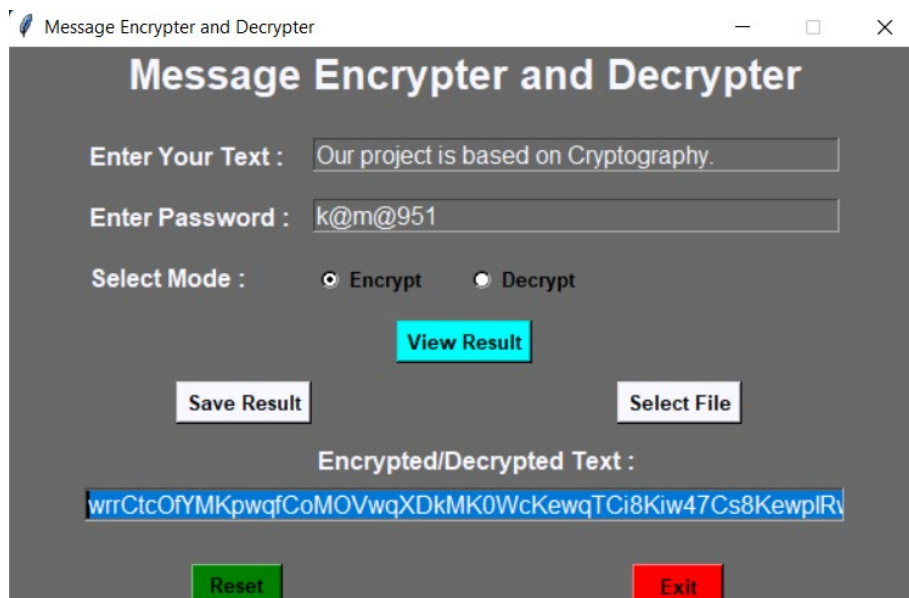 Message Encrypter and Decrypter
Message Encrypter and Decrypter
Enter Your Text : Our project is based on Cryptography.
Enter Password : k@m@951
Select Mode : Encrypt Decrypt
View Result
Save Result Select File
Encrypted/Decrypted Text :
wrrCtcOfYMKpwqfCoMOVwqXDkMK0WcKewqTCi8Kiw47Cs8KewplRv
Reset Exit